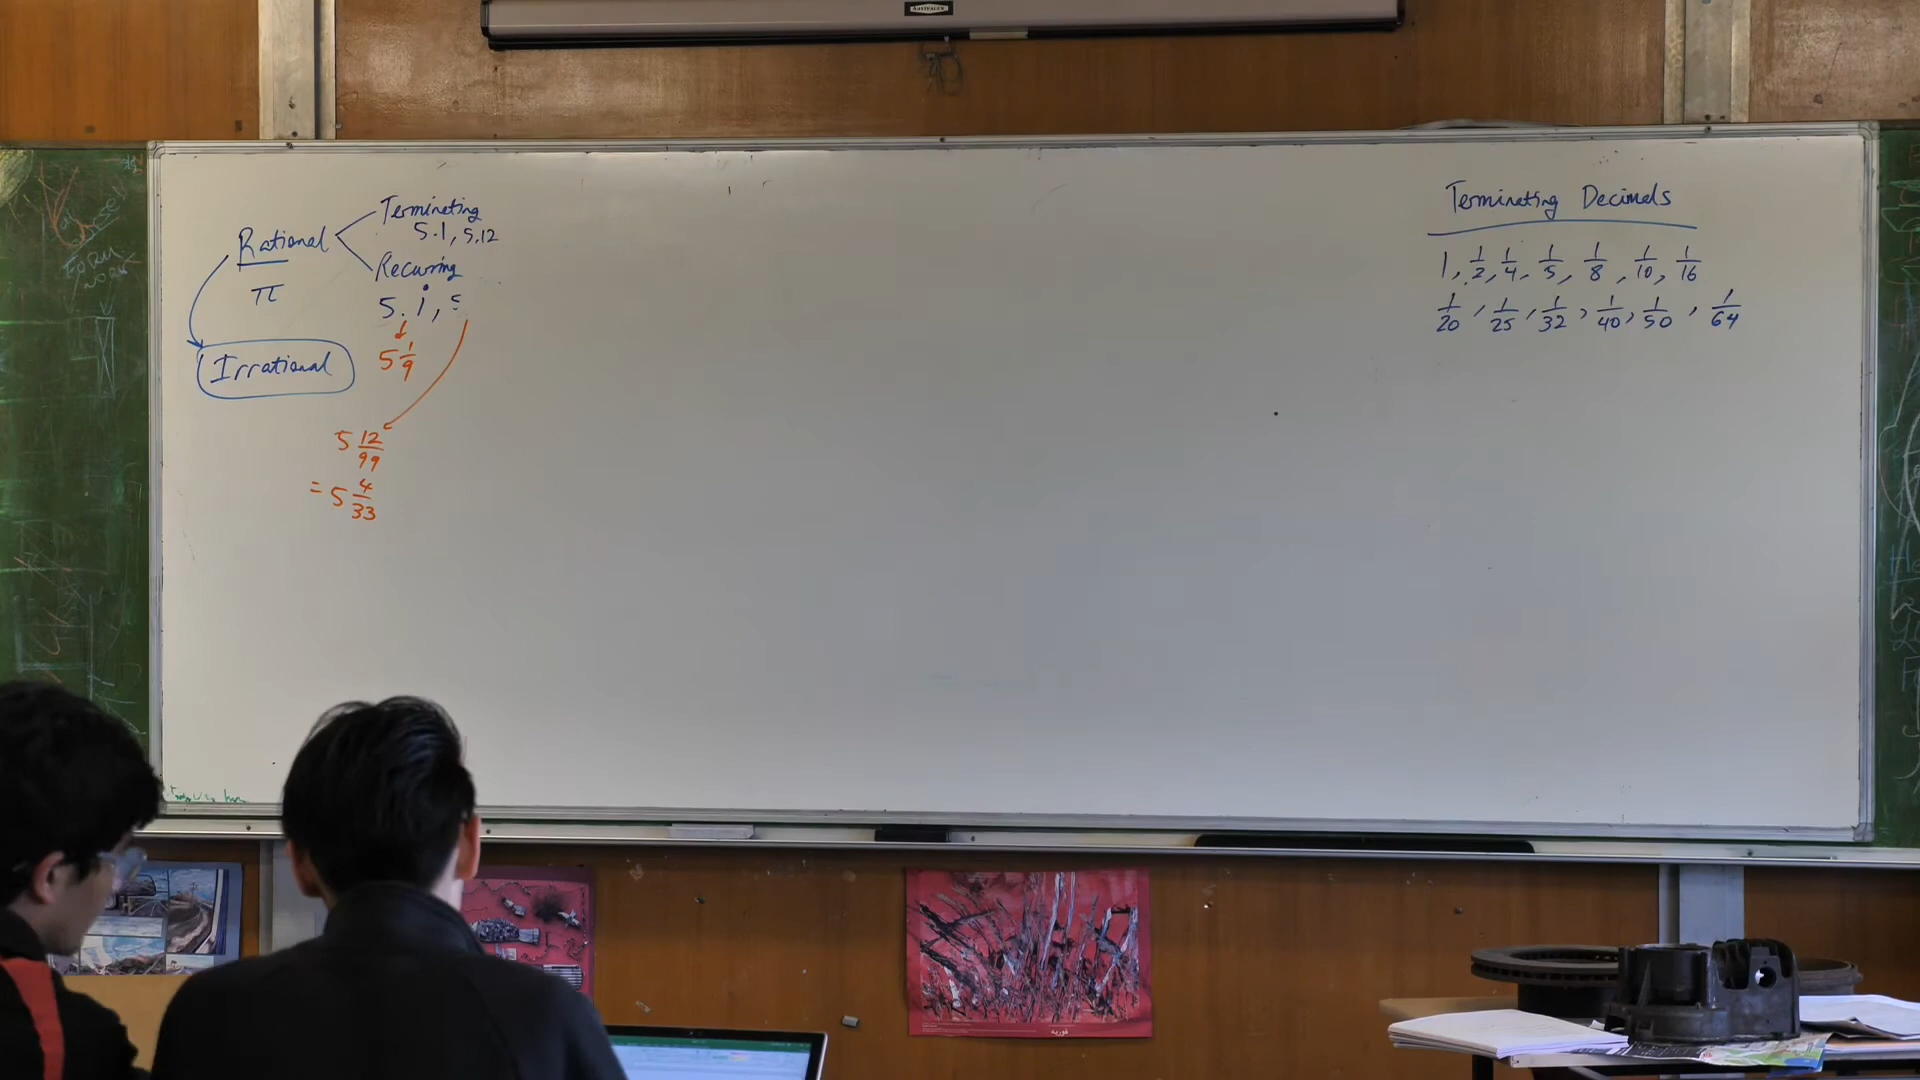 Terminating
5.1, 5.12
Rational
Recurring
π
5.1̇, 5
5 1/9
Irrational
5 12/99
= 5 4/33
Terminating Decimals
1, 1/2, 1/4, 1/5, 1/8, 1/10, 1/16
1/20, 1/25, 1/32, 1/40, 1/50, 1/64